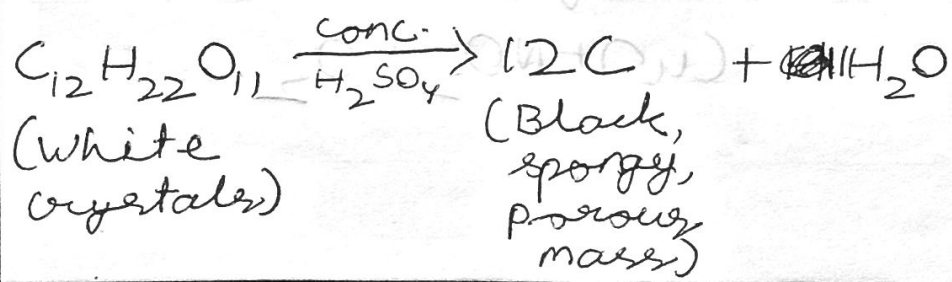 C₁₂H₂₂O₁₁ —conc. H₂SO₄→ 12C + 11H₂O
(White crystals) (Black, spongy, porous mass)